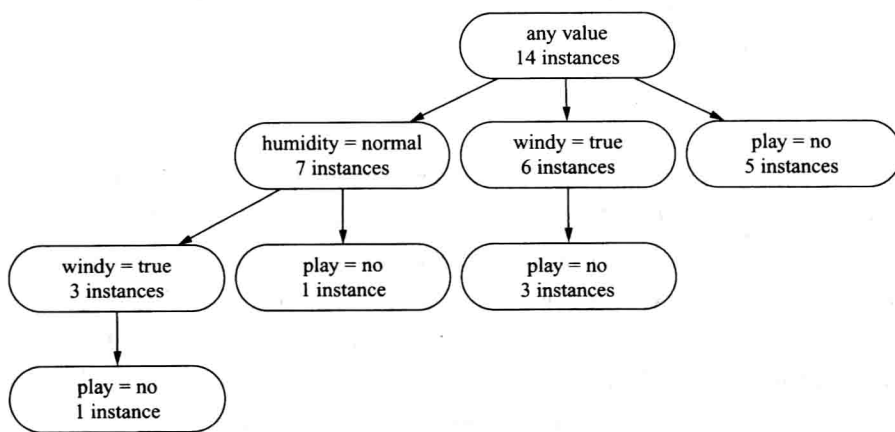 any value
14 instances
humidity = normal
7 instances
windy = true
6 instances
play = no
5 instances
windy = true
3 instances
play = no
1 instance
play = no
3 instances
play = no
1 instance